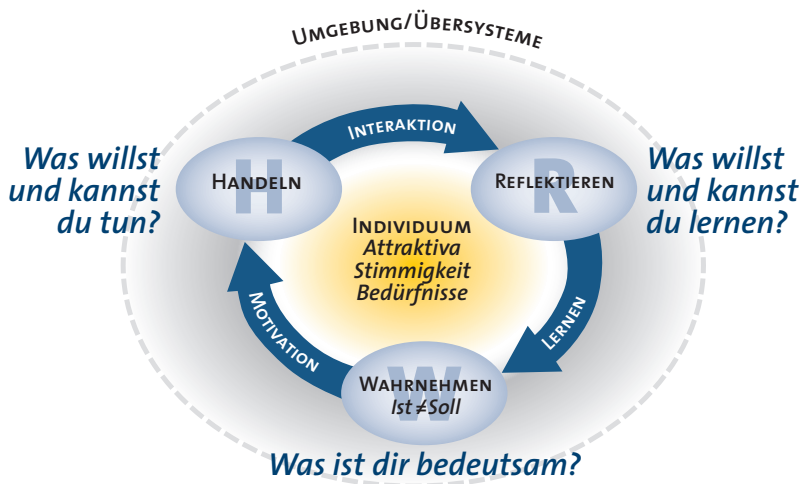 UMGEBUNG/ÜBERSYSTEME
INTERAKTION
Was willst
und kannst
du tun?
H
HANDELN
R
REFLEKTIEREN
Was willst
und kannst
du lernen?
INDIVIDUUM
Attraktiva
Stimmigkeit
Bedürfnisse
MOTIVATION
LERNEN
W
WAHRNEHMEN
Ist ≠ Soll
Was ist dir bedeutsam?